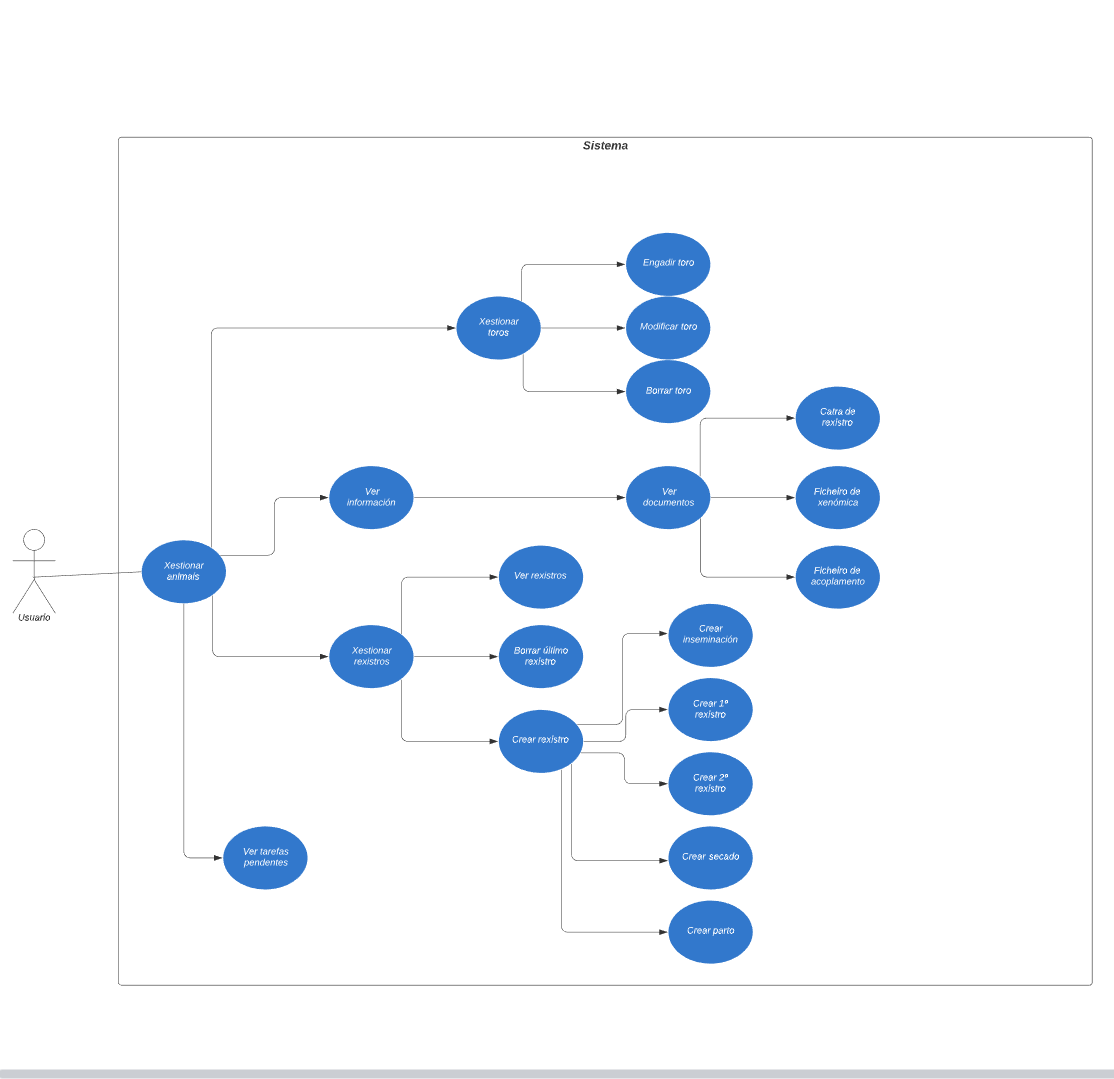 Sistema
Engadir toro
Xestionar
toros
Modificar toro
Borrar toro
Catra de
rexistro
Ver
información
Ver
documentos
Ficheiro de
xenómica
Xestionar
animais
Ficheiro de
acoplamento
Usuario
Ver rexistros
Xestionar
rexistros
Borrar último
rexistro
Crear
inseminación
Crear rexistro
Crear 1º
rexistro
Crear 2º
rexistro
Ver tarefas
pendentes
Crear secado
Crear parto